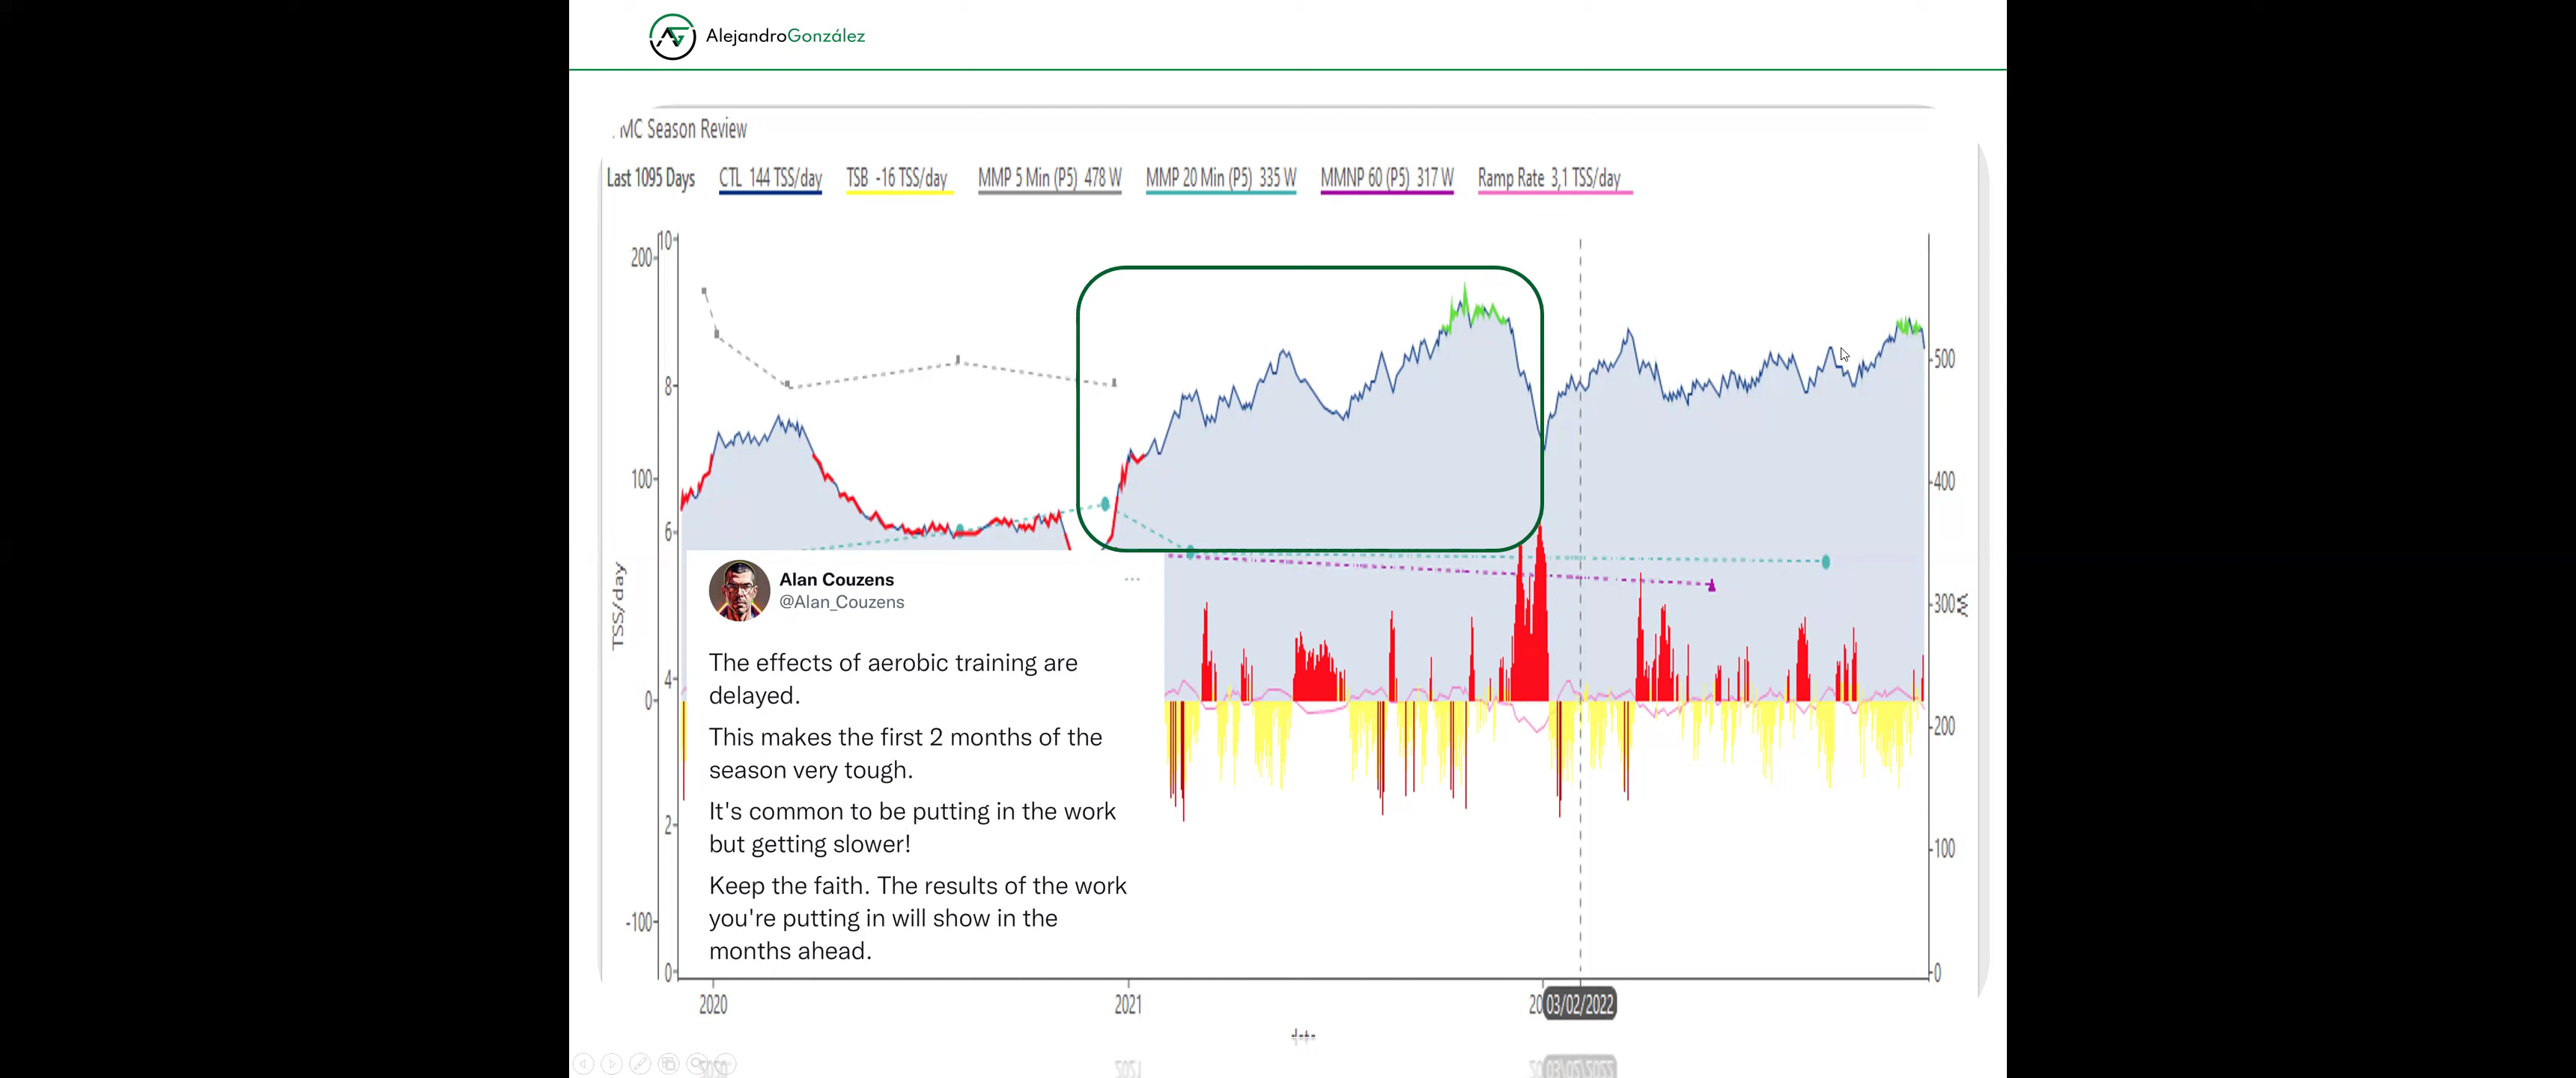 AlejandroGonzález
MC Season Review
Last 1095 Days CTL 144 TSS/day TSB -16 TSS/day MMP 5 Min (P5) 478 W MMP 20 Min (P5) 335 W MMNP 60 (P5) 317 W Ramp Rate 3,1 TSS/day
10
200
8
500
100
400
6
TSS/day
300
W
4
0
200
2
100
-100
0
0
Alan Couzens
@Alan_Couzens
The effects of aerobic training are
delayed.
This makes the first 2 months of the
season very tough.
It's common to be putting in the work
but getting slower!
Keep the faith. The results of the work
you're putting in will show in the
months ahead.
2020 2021 20 03/02/2022